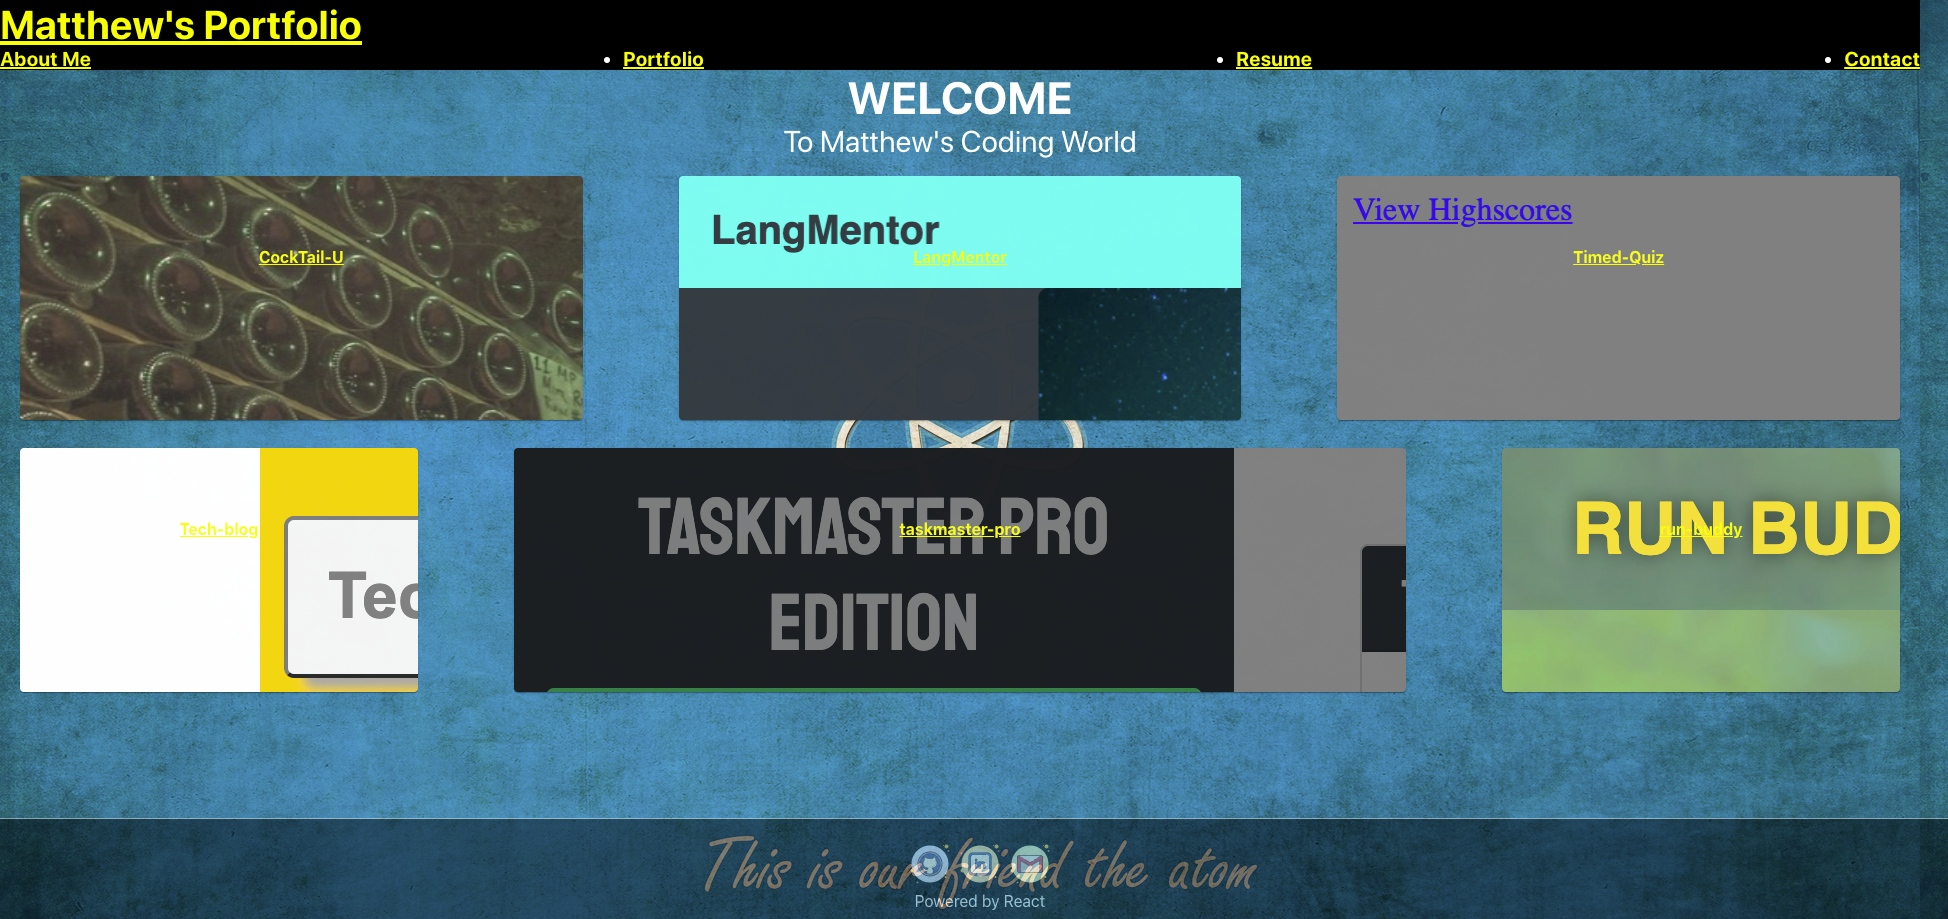 Matthew's Portfolio
About Me
Portfolio
Resume
Contact
WELCOME
To Matthew's Coding World
CockTail-U
LangMentor
LangMentor
View Highscores
Timed-Quiz
Tech-blog
Tec
TASKMASTER PRO
taskmaster-pro
EDITION
RUN BUD
run-buddy
This is our friend the atom
Powered by React